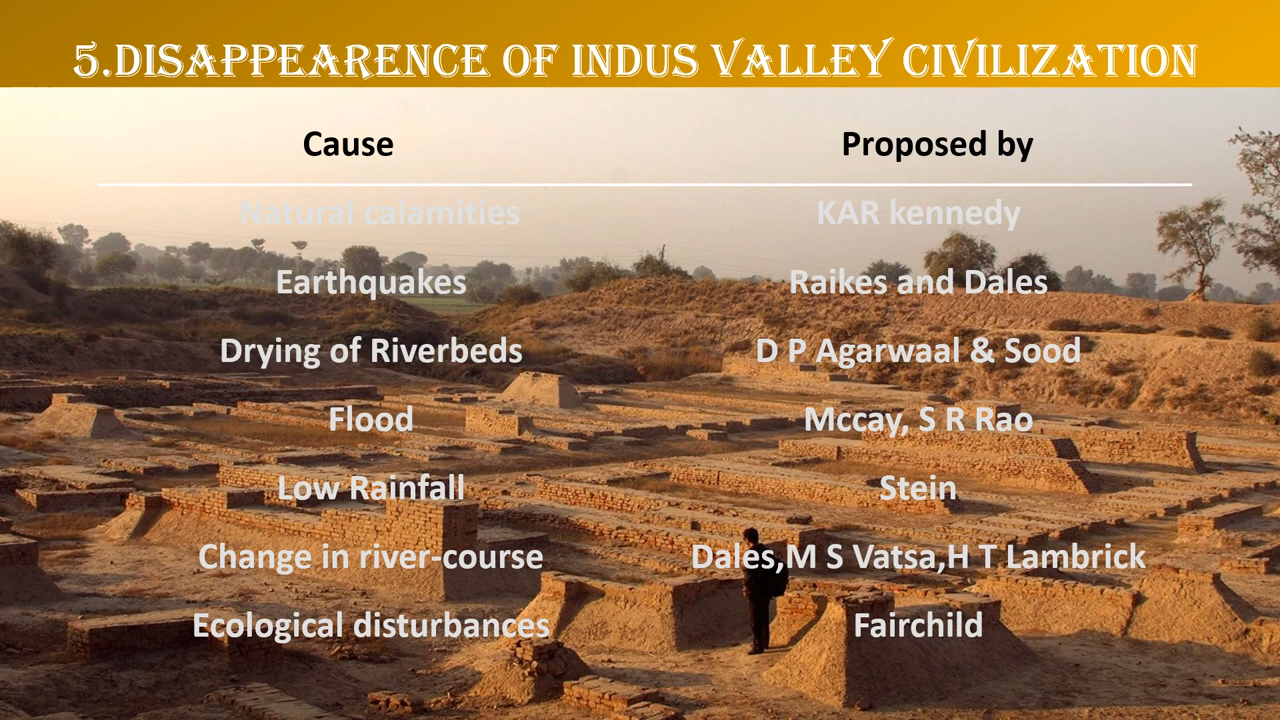 5.DISAPPEARENCE OF INDUS VALLEY CIVILIZATION
Cause Proposed by
Natural calamities KAR kennedy
Earthquakes Raikes and Dales
Drying of Riverbeds D P Agarwaal & Sood
Flood Mccay, S R Rao
Low Rainfall Stein
Change in river-course Dales,M S Vatsa,H T Lambrick
Ecological disturbances Fairchild